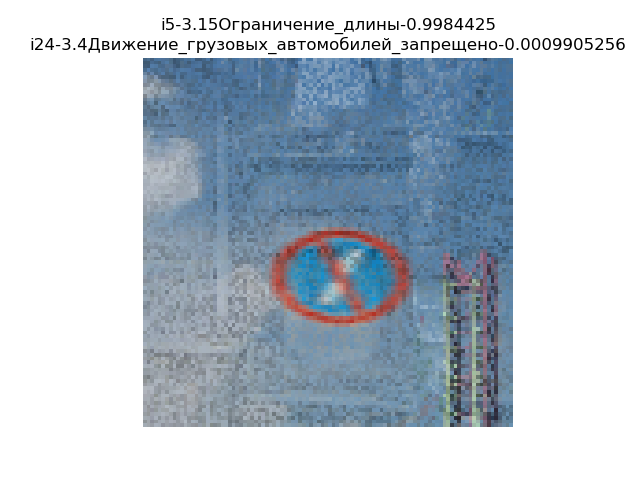 i5-3.15Ограничение_длины-0.9984425
i24-3.4Движение_грузовых_автомобилей_запрещено-0.0009905256